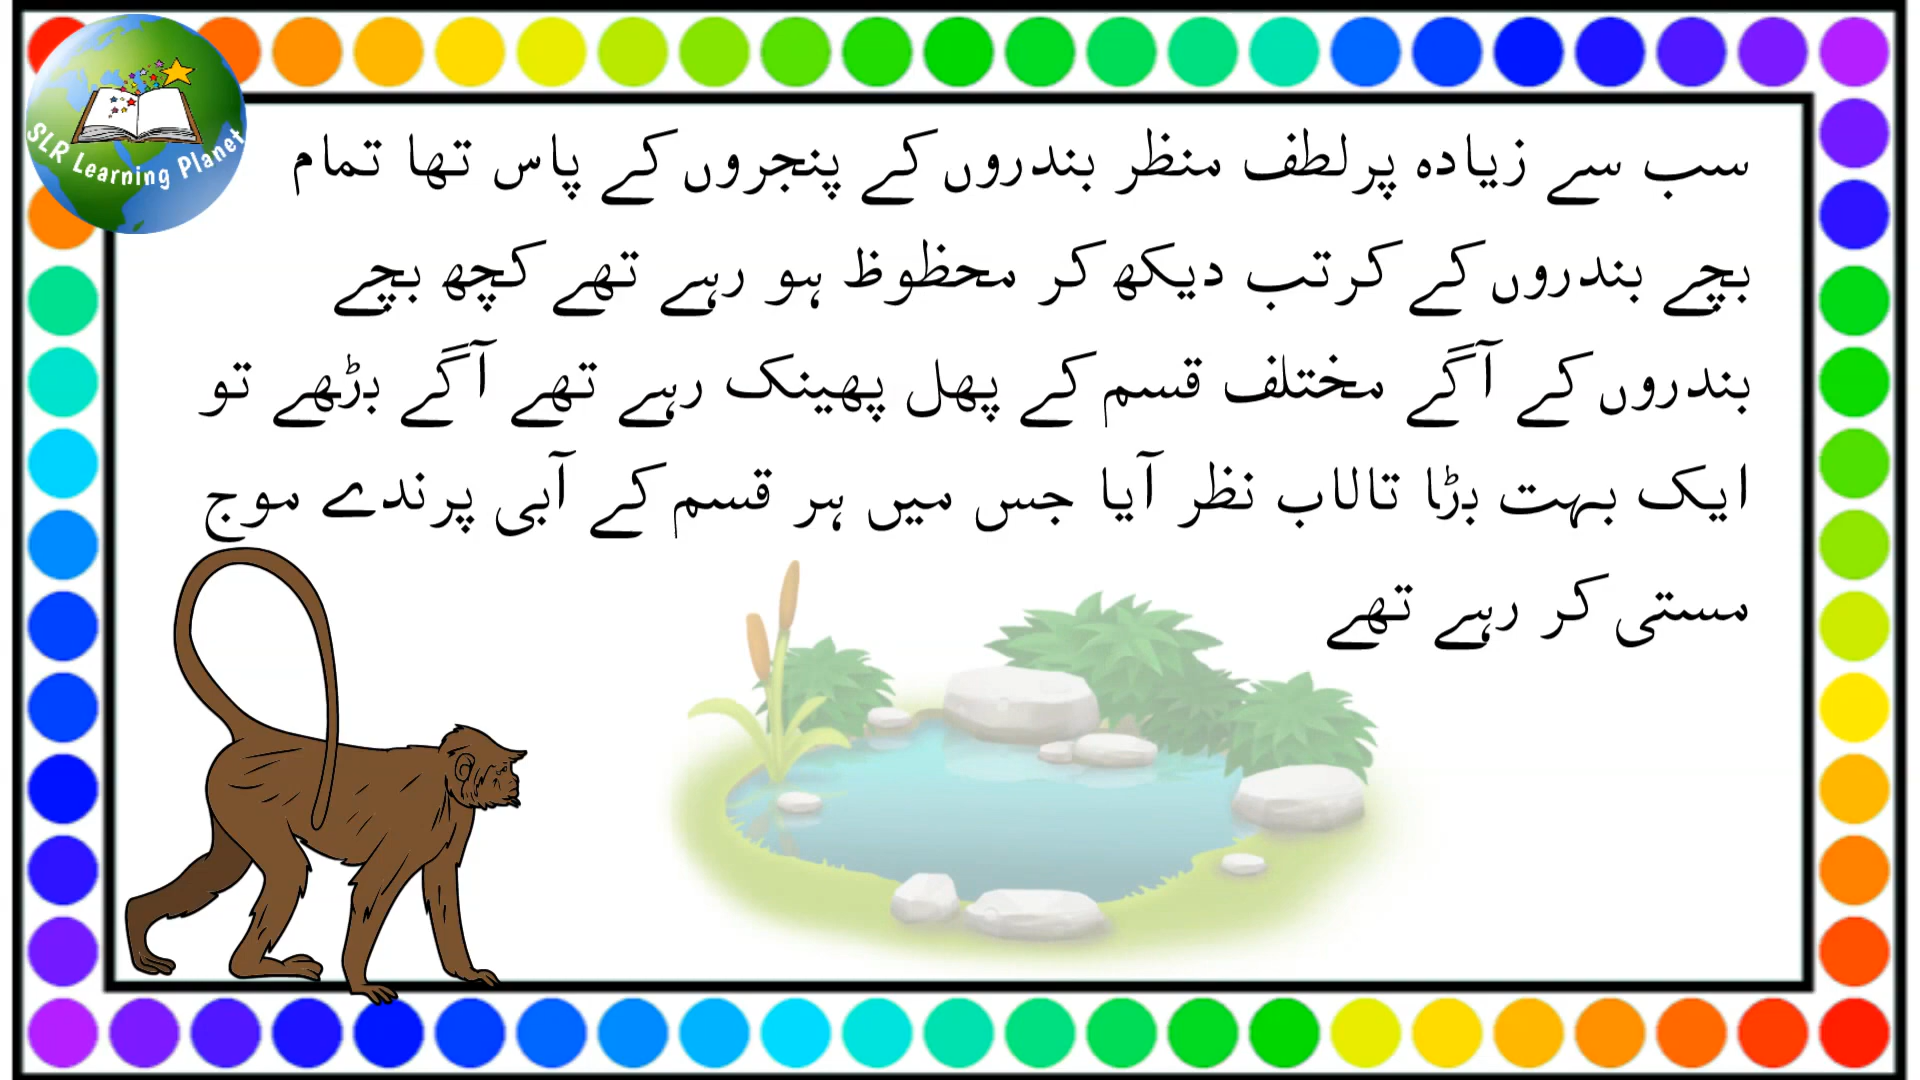 SLR Learning Planet
سب سے زیادہ پرلطف منظر بندروں کے پنجروں کے پاس تھا تمام
بچے بندروں کے کرتب دیکھ کر محظوظ ہو رہے تھے کچھ بچے
بندروں کے آگے مختلف قسم کے پھل پھینک رہے تھے آگے بڑھے تو
ایک بہت بڑا تالاب نظر آیا جس میں ہر قسم کے آبی پرندے موج
مستی کر رہے تھے